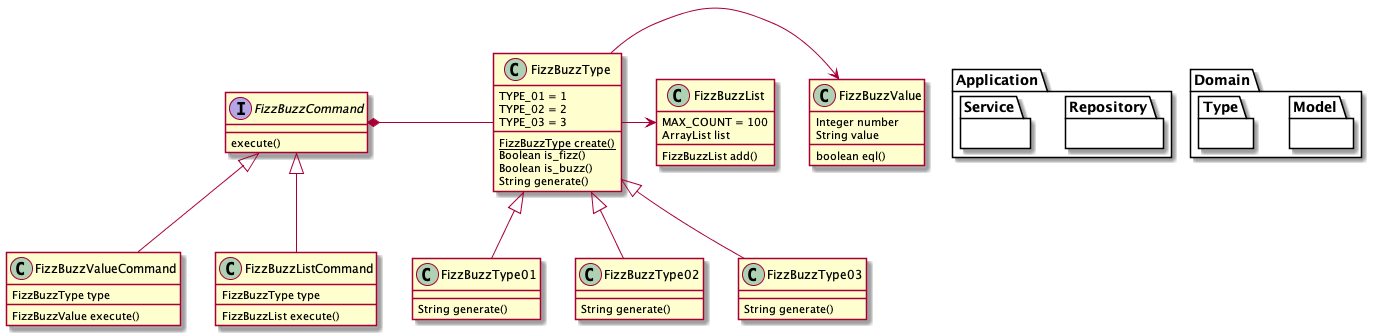 I FizzBuzzCommand
execute()
C FizzBuzzType
TYPE_01 = 1
TYPE_02 = 2
TYPE_03 = 3
FizzBuzzType create()
Boolean is_fizz()
Boolean is_buzz()
String generate()
C FizzBuzzList
MAX_COUNT = 100
ArrayList list
FizzBuzzList add()
C FizzBuzzValue
Integer number
String value
boolean eql()
Application
Service
Repository
Domain
Type
Model
C FizzBuzzValueCommand
FizzBuzzType type
FizzBuzzValue execute()
C FizzBuzzListCommand
FizzBuzzType type
FizzBuzzList execute()
C FizzBuzzType01
String generate()
C FizzBuzzType02
String generate()
C FizzBuzzType03
String generate()